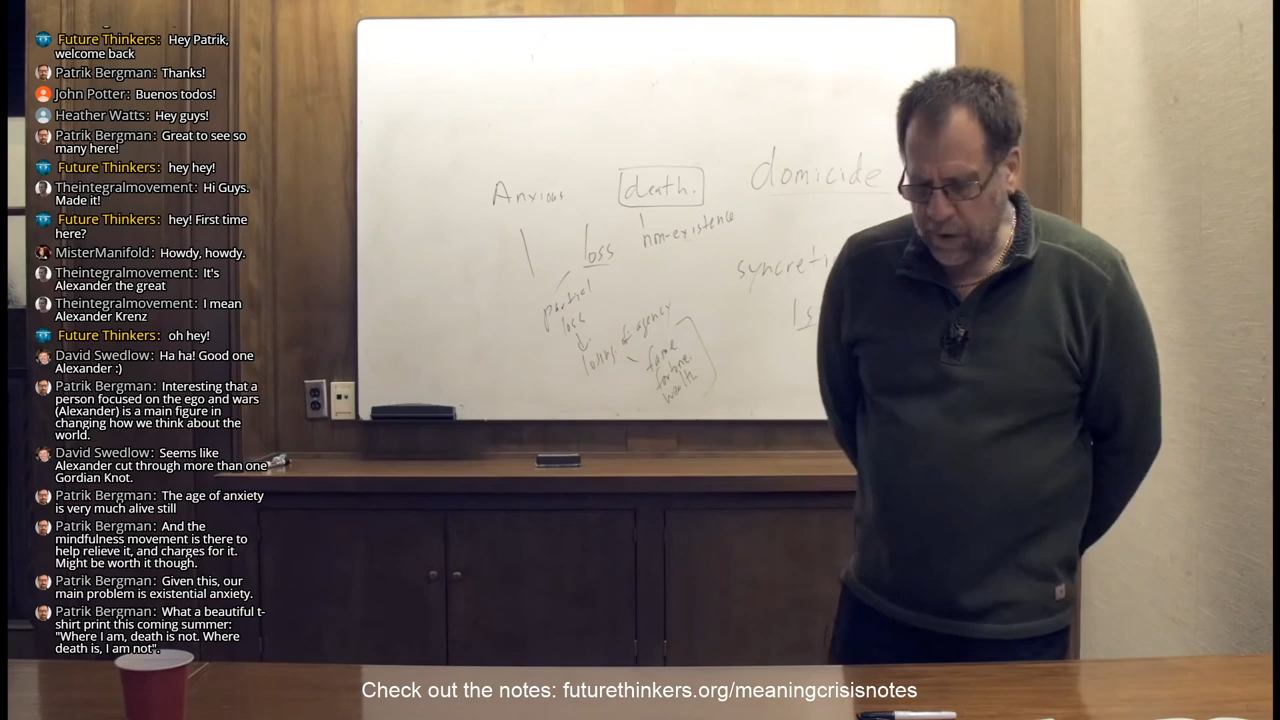 Future Thinkers: Hey Patrik,
welcome back
Patrik Bergman: Thanks!
John Potter: Buenos todos!
Heather Watts: Hey guys!
Patrik Bergman: Great to see so
many here!
Future Thinkers: hey hey!
Theintegralmovement: Hi Guys.
Made it!
Future Thinkers: hey! First time
here?
MisterManifold: Howdy, howdy.
Theintegralmovement: It's
Alexander the great
Theintegralmovement: I mean
Alexander Krenz
Future Thinkers: oh hey!
David Swedlow: Ha ha! Good one
Alexander :)
Patrik Bergman: Interesting that a
person focused on the ego and wars
(Alexander) is a main figure in
changing how we think about the
world.
David Swedlow: Seems like
Alexander cut through more than one
Gordian Knot.
Patrik Bergman: The age of anxiety
is very much alive still
Patrik Bergman: And the
mindfulness movement is there to
help relieve it, and charges for it.
Might be worth it though.
Patrik Bergman: Given this, our
main problem is existential anxiety.
Patrik Bergman: What a beautiful t-
shirt print this coming summer:
"Where I am, death is not. Where
death is, I am not".
Anxious
death.
domicide
loss
non-existence
syncreti
partial
loss
Is
losing of agency
fame
fortune.
wealth
Check out the notes: futurethinkers.org/meaningcrisisnotes